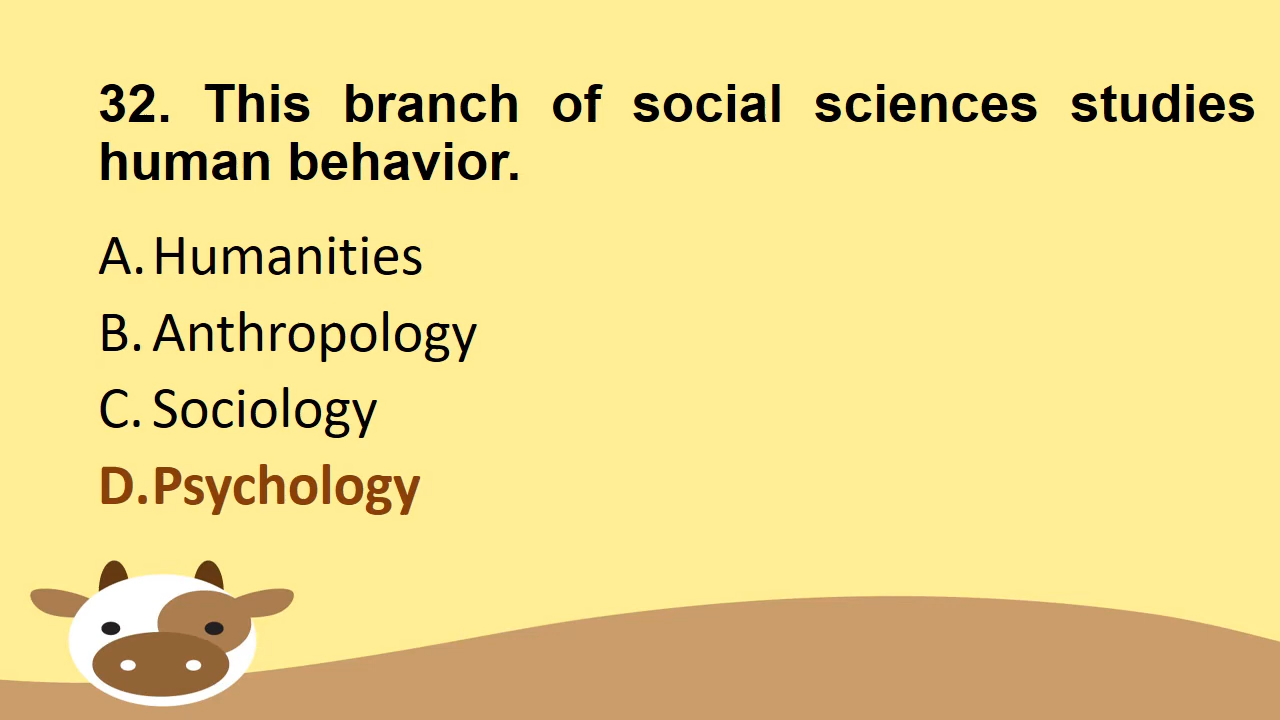 32. This branch of social sciences studies
human behavior.
A. Humanities
B. Anthropology
C. Sociology
D. Psychology